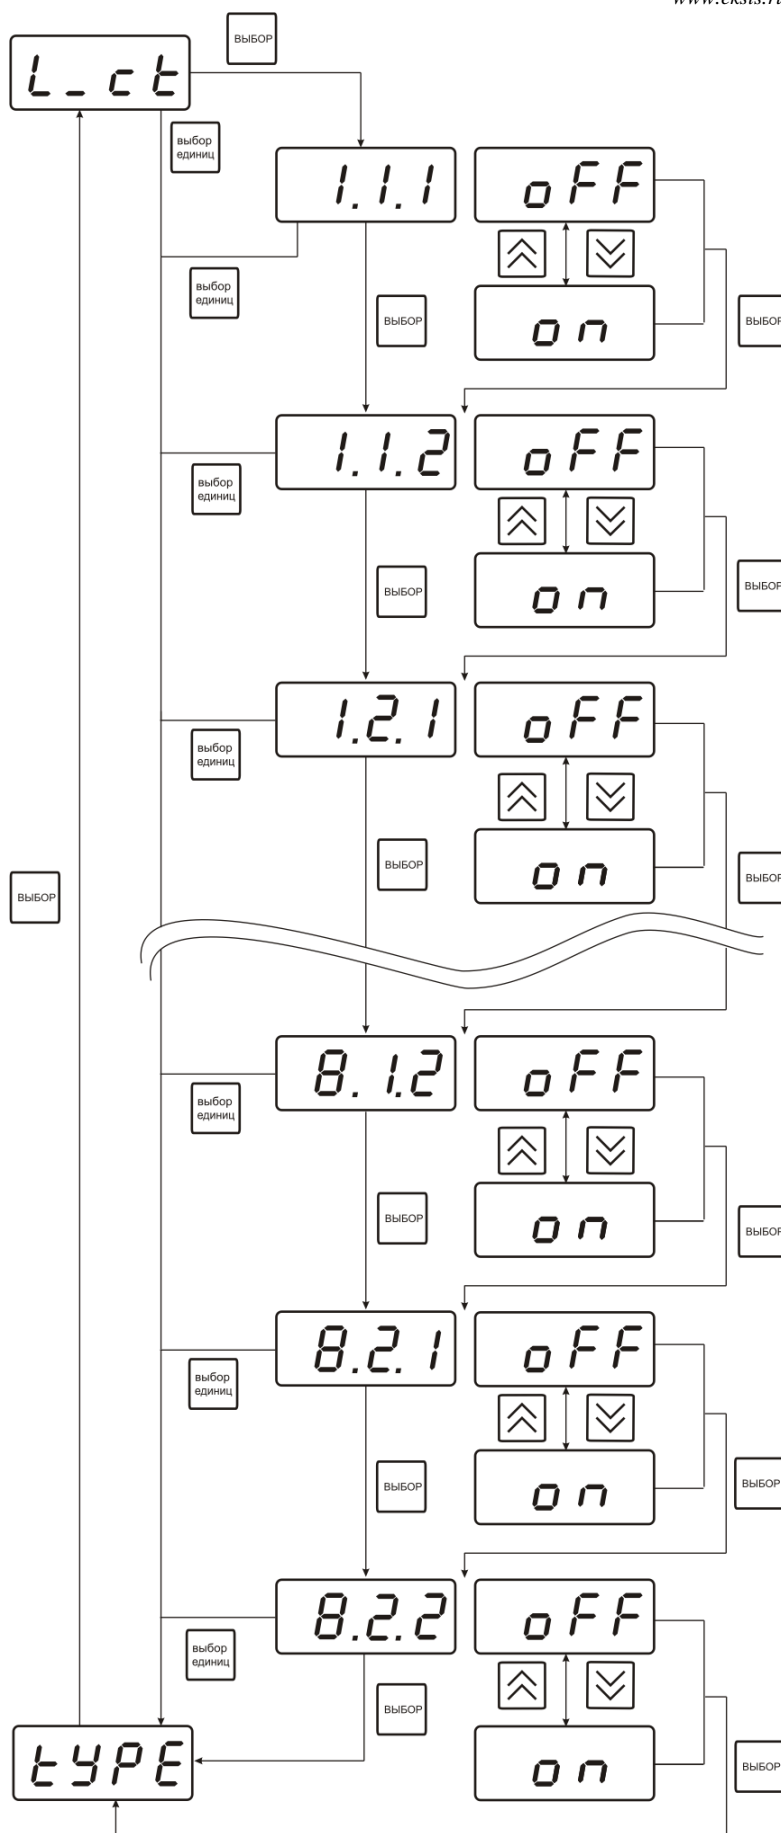 ВЫБОР
L_ct
выбор
единиц
1.1.1
oFF
выбор
единиц
ВЫБОР
on
ВЫБОР
1.1.2
oFF
выбор
единиц
ВЫБОР
on
ВЫБОР
1.2.1
oFF
выбор
единиц
ВЫБОР
on
ВЫБОР
ВЫБОР
8.1.2
oFF
выбор
единиц
ВЫБОР
on
ВЫБОР
8.2.1
oFF
выбор
единиц
ВЫБОР
on
ВЫБОР
8.2.2
oFF
выбор
единиц
ВЫБОР
tYPE
on
ВЫБОР